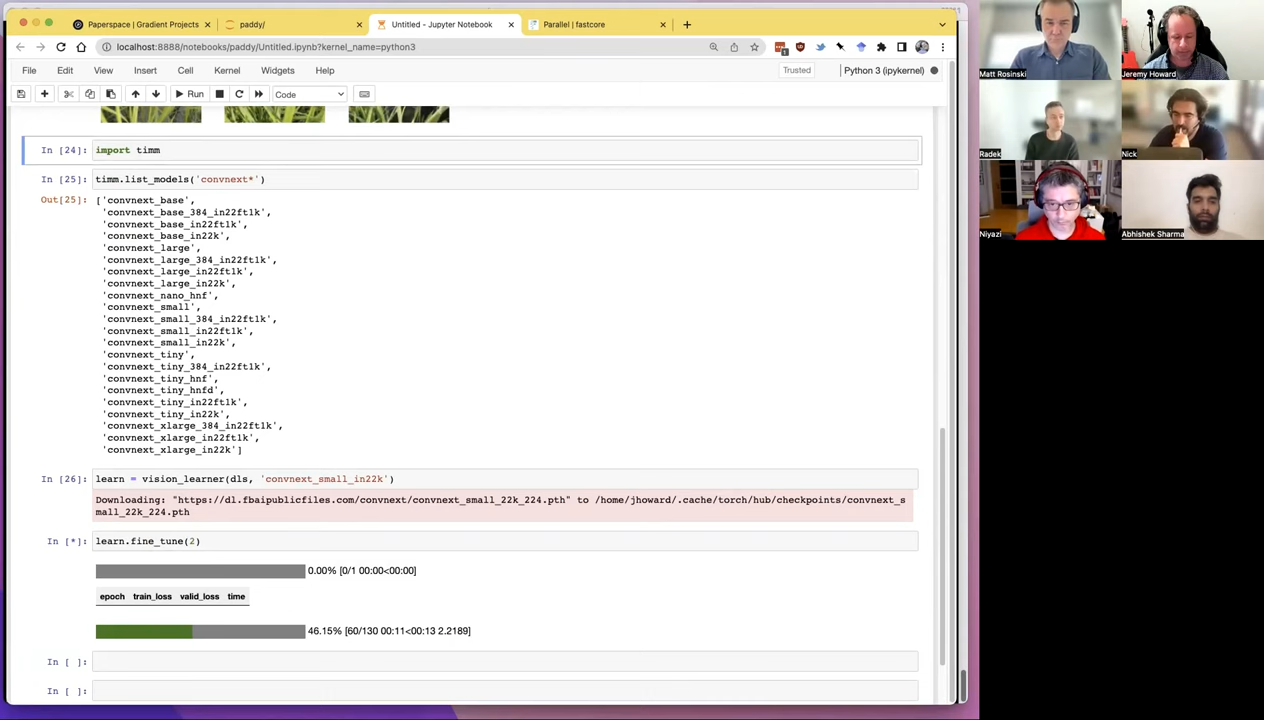 Paperspace | Gradient Projects
paddy/
Untitled - Jupyter Notebook
Parallel | fastcore
localhost:8888/notebooks/paddy/Untitled.ipynb?kernel_name=python3
File Edit View Insert Cell Kernel Widgets Help
Trusted
Python 3 (ipykernel)
Run
Code
In [24]: import timm
In [25]: timm.list_models('convnext*')
Out[25]: ['convnext_base',
'convnext_base_384_in22ft1k',
'convnext_base_in22ft1k',
'convnext_base_in22k',
'convnext_large',
'convnext_large_384_in22ft1k',
'convnext_large_in22ft1k',
'convnext_large_in22k',
'convnext_nano_hnf',
'convnext_small',
'convnext_small_384_in22ft1k',
'convnext_small_in22ft1k',
'convnext_small_in22k',
'convnext_tiny',
'convnext_tiny_384_in22ft1k',
'convnext_tiny_hnf',
'convnext_tiny_hnfd',
'convnext_tiny_in22ft1k',
'convnext_tiny_in22k',
'convnext_xlarge_384_in22ft1k',
'convnext_xlarge_in22ft1k',
'convnext_xlarge_in22k']
In [26]: learn = vision_learner(dls, 'convnext_small_in22k')
Downloading: "https://dl.fbaipublicfiles.com/convnext/convnext_small_22k_224.pth" to /home/jhoward/.cache/torch/hub/checkpoints/convnext_s
mall_22k_224.pth
In [*]: learn.fine_tune(2)
0.00% [0/1 00:00<00:00]
epoch train_loss valid_loss time
46.15% [60/130 00:11<00:13 2.2189]
In [ ]:
In [ ]:
Matt Rosinski
Jeremy Howard
Radek
Nick
Niyazi
Abhishek Sharma